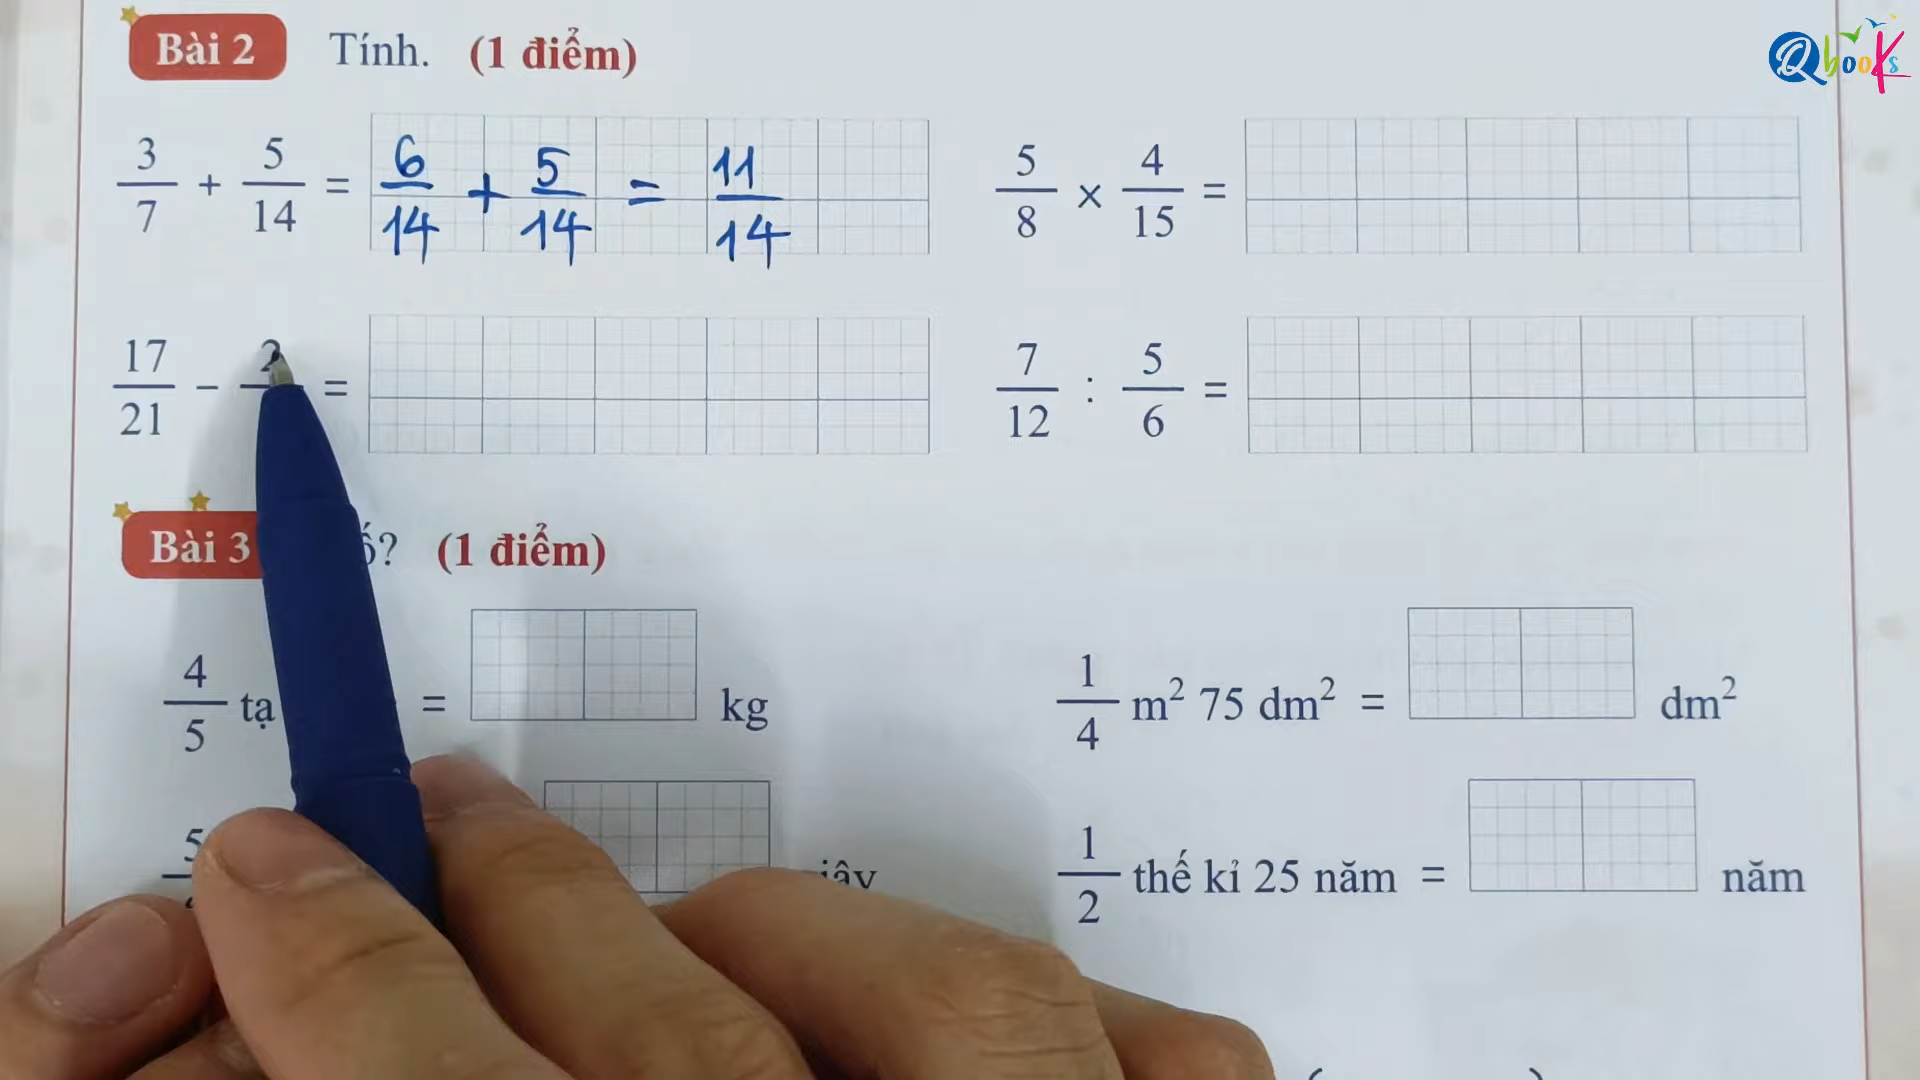 Qbooks
Bài 2 Tính. (1 điểm)
3/7 + 5/14 = 6/14 + 5/14 = 11/14
5/8 × 4/15 =
17/21 − 2 =
7/12 : 5/6 =
Bài 3 ố? (1 điểm)
4/5 tạ = kg
1/4 m² 75 dm² = dm²
5
1/2 thế kỉ 25 năm = năm